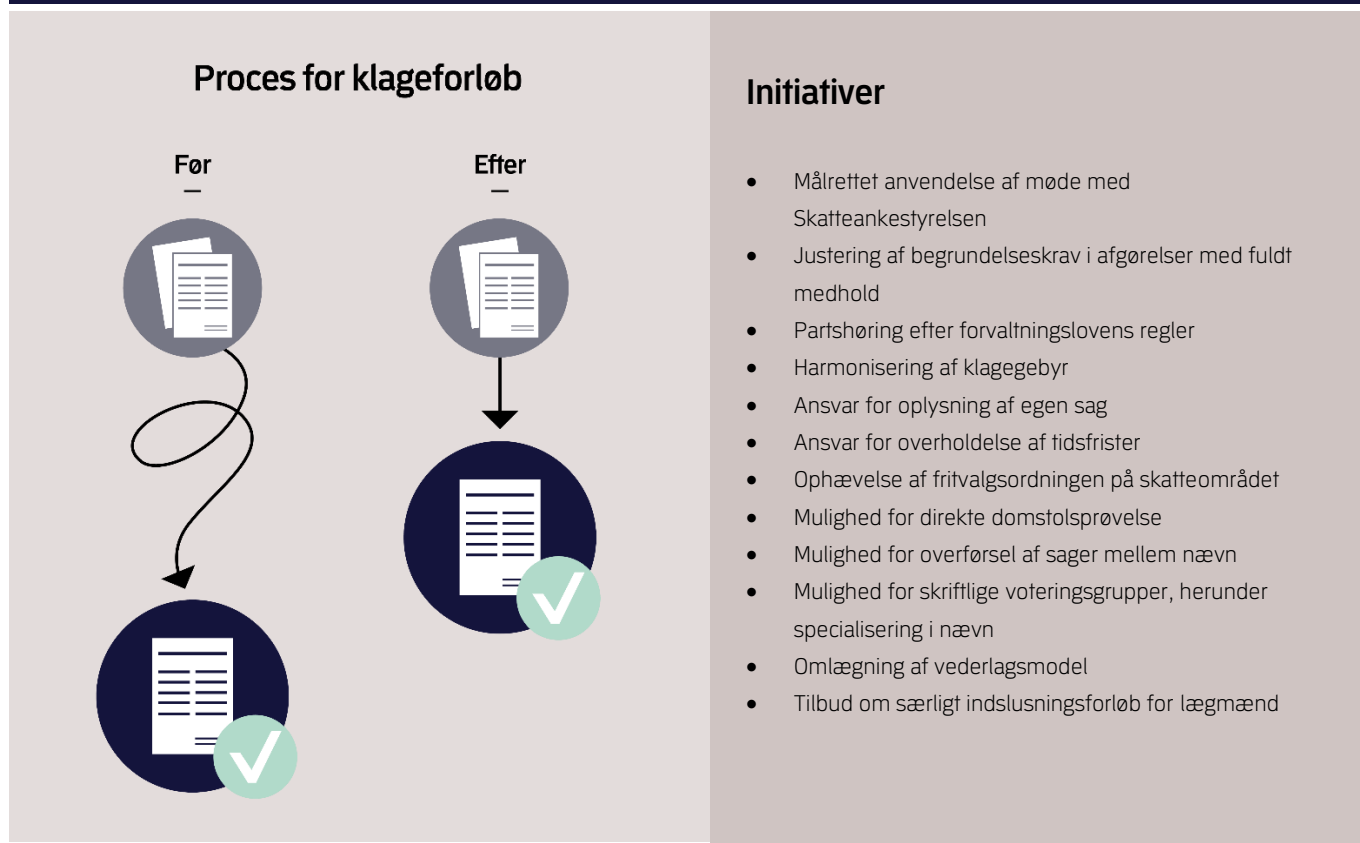 Proces for klageforløb
Før
Efter
Initiativer
• Målrettet anvendelse af møde med
Skatteankestyrelsen
• Justering af begrundelseskrav i afgørelser med fuldt
medhold
• Partshøring efter forvaltningslovens regler
• Harmonisering af klagegebyr
• Ansvar for oplysning af egen sag
• Ansvar for overholdelse af tidsfrister
• Ophævelse af fritvalgsordningen på skatteområdet
• Mulighed for direkte domstolsprøvelse
• Mulighed for overførsel af sager mellem nævn
• Mulighed for skriftlige voteringsgrupper, herunder
specialisering i nævn
• Omlægning af vederlagsmodel
• Tilbud om særligt indslusningsforløb for lægmænd